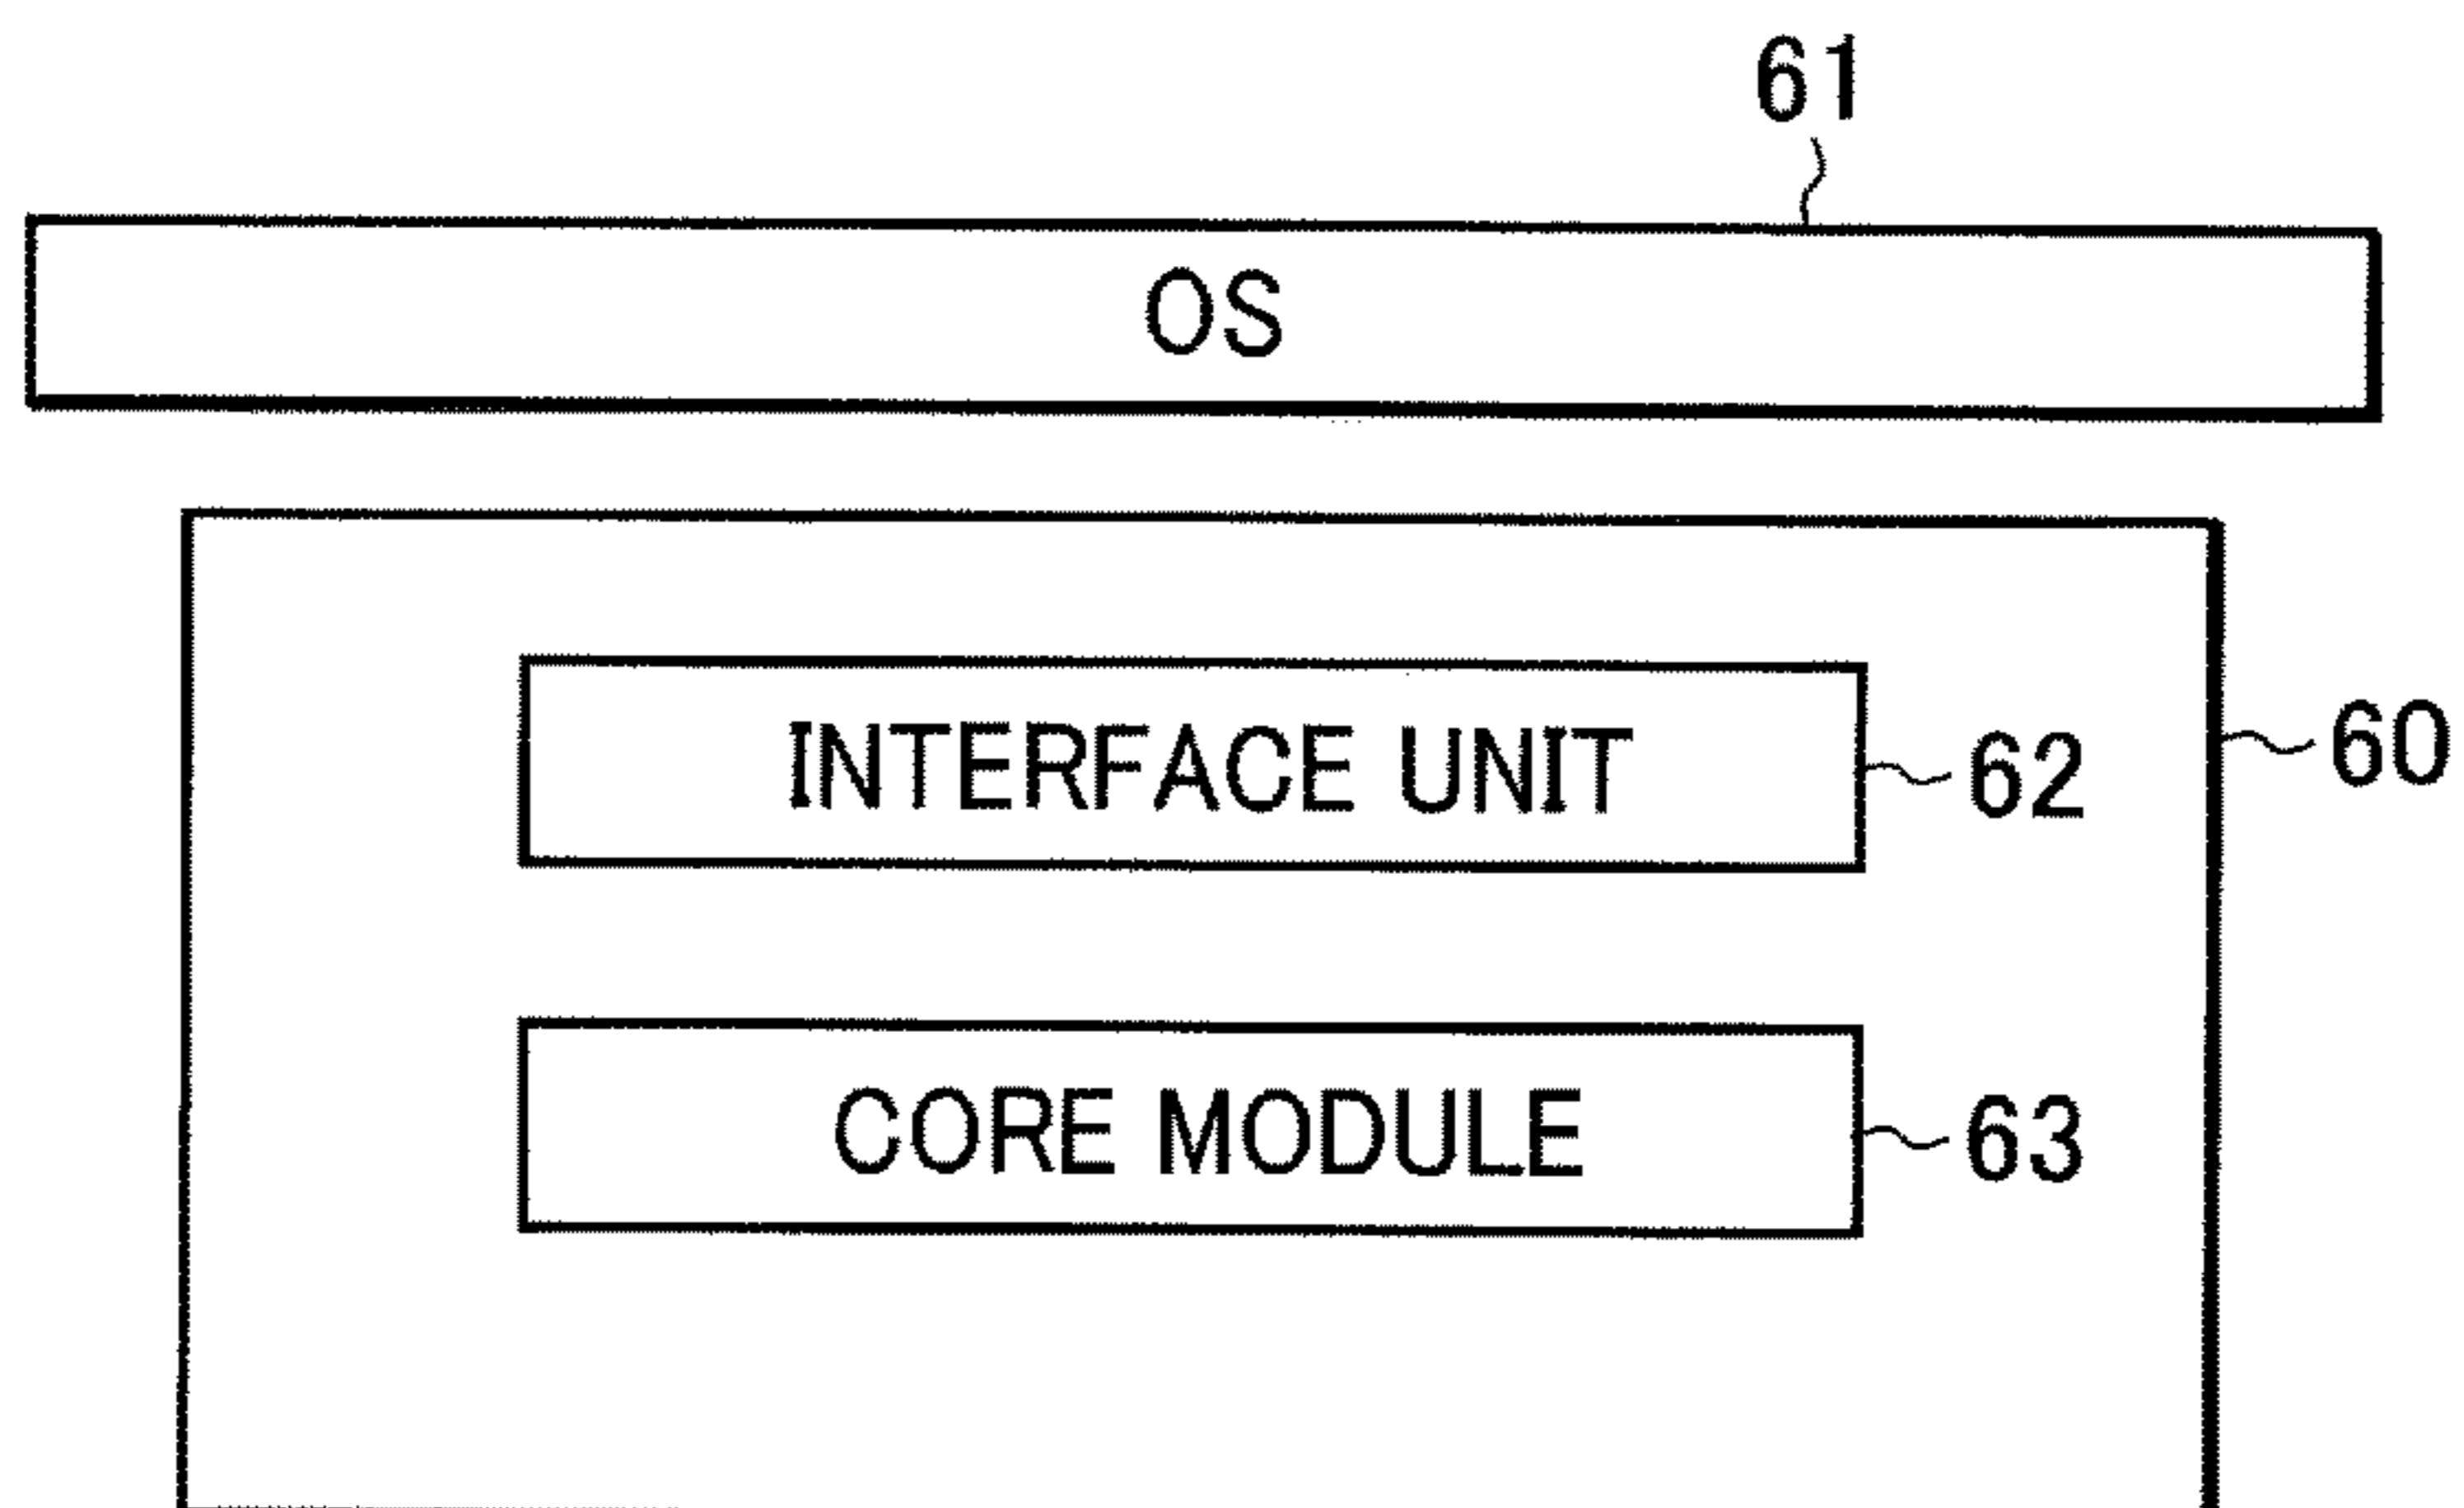 61
OS
INTERFACE UNIT
62
60
CORE MODULE
63